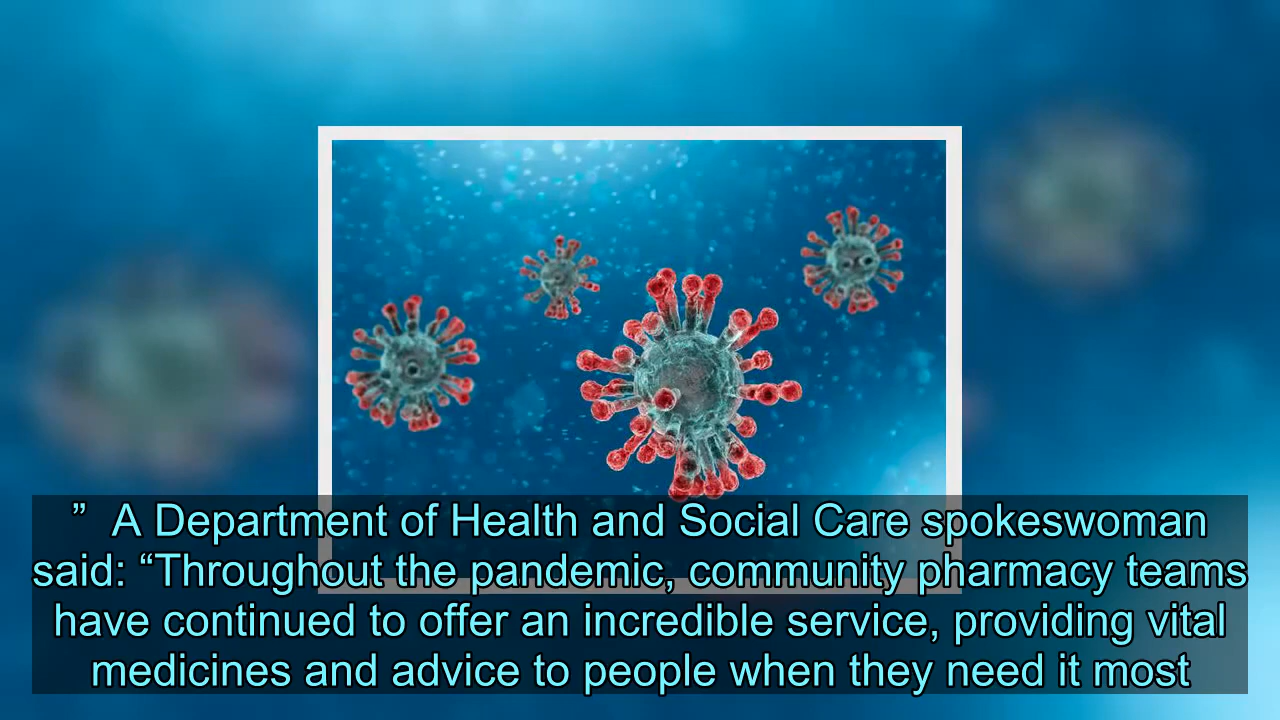 ”  A Department of Health and Social Care spokeswoman
said: “Throughout the pandemic, community pharmacy teams
have continued to offer an incredible service, providing vital
medicines and advice to people when they need it most